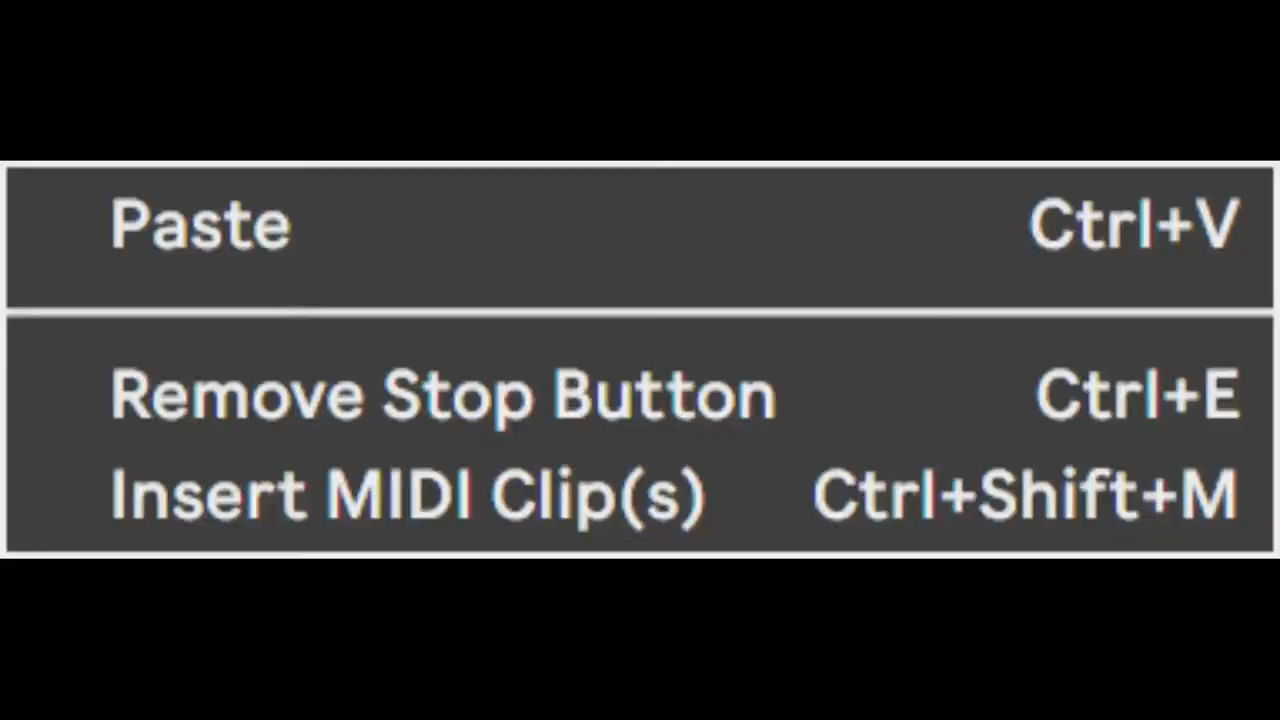 Paste Ctrl+V
Remove Stop Button Ctrl+E
Insert MIDI Clip(s) Ctrl+Shift+M